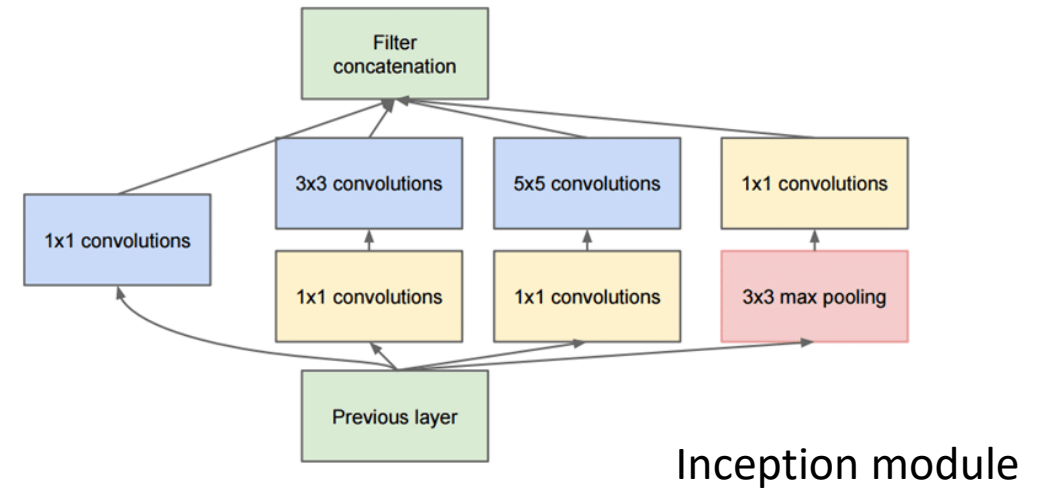 Filter
concatenation
3x3 convolutions
5x5 convolutions
1x1 convolutions
1x1 convolutions
1x1 convolutions
1x1 convolutions
3x3 max pooling
Previous layer
Inception module